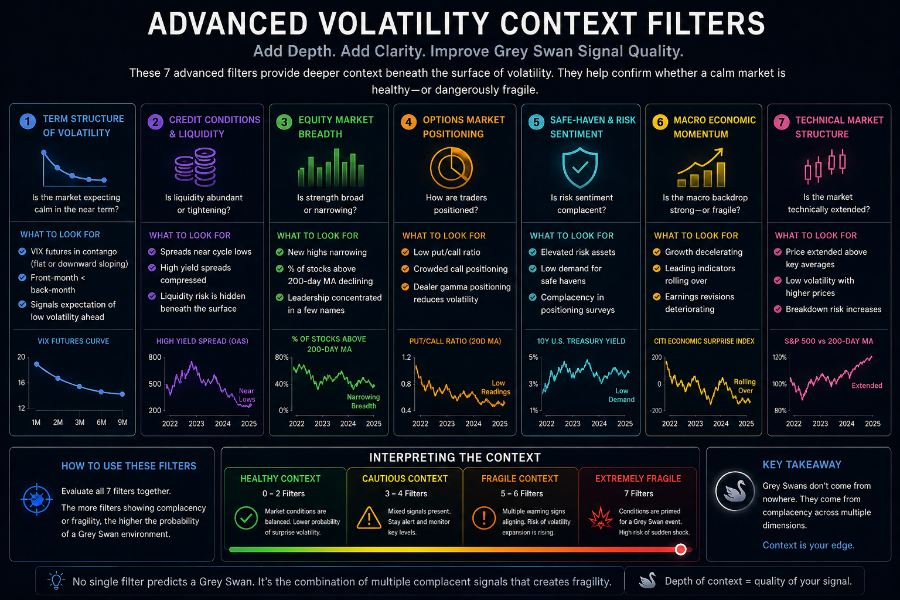 ADVANCED VOLATILITY CONTEXT FILTERS
Add Depth. Add Clarity. Improve Grey Swan Signal Quality.
These 7 advanced filters provide deeper context beneath the surface of volatility. They help confirm whether a calm market is
healthy—or dangerously fragile.
1 TERM STRUCTURE
OF VOLATILITY
Is the market expecting
calm in the near term?
WHAT TO LOOK FOR
VIX futures in contango
(flat or downward sloping)
Front-month <
back-month
Signals expectation of
low volatility ahead
VIX FUTURES CURVE
20
12
1M 2M 3M 6M 9M
2 CREDIT CONDITIONS
& LIQUIDITY
Is liquidity abundant
or tightening?
WHAT TO LOOK FOR
Spreads near cycle lows
High yield spreads
compressed
Liquidity risk is hidden
beneath the surface
HIGH YIELD SPREAD (OAS)
800
500
200
Near
Lows
2022 2023 2024 2025
3 EQUITY MARKET
BREADTH
Is strength broad
or narrowing?
WHAT TO LOOK FOR
New highs narrowing
% of stocks above
200-day MA declining
Leadership concentrated
in a few names
% OF STOCKS ABOVE
200-DAY MA
80%
40%
0%
Narrowing
Breadth
2022 2023 2024 2025
4 OPTIONS MARKET
POSITIONING
How are traders
positioned?
WHAT TO LOOK FOR
Low put/call ratio
Crowded call positioning
Dealer gamma positioning
reduces volatility
PUT/CALL RATIO (20D MA)
1.2
0.8
0.4
Low
Readings
2022 2023 2024 2025
5 SAFE-HAVEN & RISK
SENTIMENT
Is risk sentiment
complacent?
WHAT TO LOOK FOR
Elevated risk assets
Low demand for
safe havens
Complacency in
positioning surveys
10Y U.S. TREASURY YIELD
5%
3%
1%
Low
Demand
2022 2023 2024 2025
6 MACRO ECONOMIC
MOMENTUM
Is the macro backdrop
strong—or fragile?
WHAT TO LOOK FOR
Growth decelerating
Leading indicators
rolling over
Earnings revisions
deteriorating
CITI ECONOMIC SURPRISE INDEX
200
0
-200
Rolling
Over
2022 2023 2024 2025
7 TECHNICAL MARKET
STRUCTURE
Is the market
technically extended?
WHAT TO LOOK FOR
Price extended above
key averages
Low volatility with
higher prices
Breakdown risk increases
S&P 500 vs 200-DAY MA
120%
100%
80%
Extended
2022 2023 2024 2025
HOW TO USE THESE FILTERS
Evaluate all 7 filters together.
The more filters showing complacency
or fragility, the higher the probability
of a Grey Swan environment.
INTERPRETING THE CONTEXT
HEALTHY CONTEXT
0 – 2 Filters
Market conditions are
balanced. Lower probability
of surprise volatility.
CAUTIOUS CONTEXT
3 – 4 Filters
Mixed signals present.
Stay alert and monitor
key levels.
FRAGILE CONTEXT
5 – 6 Filters
Multiple warning signs
aligning. Risk of volatility
expansion is rising.
EXTREMELY FRAGILE
7 Filters
Conditions are primed
for a Grey Swan event.
High risk of sudden shock.
KEY TAKEAWAY
Grey Swans don't come from
nowhere. They come from
complacency across multiple
dimensions.
Context is your edge.
No single filter predicts a Grey Swan. It's the combination of multiple complacent signals that creates fragility.
Depth of context = quality of your signal.